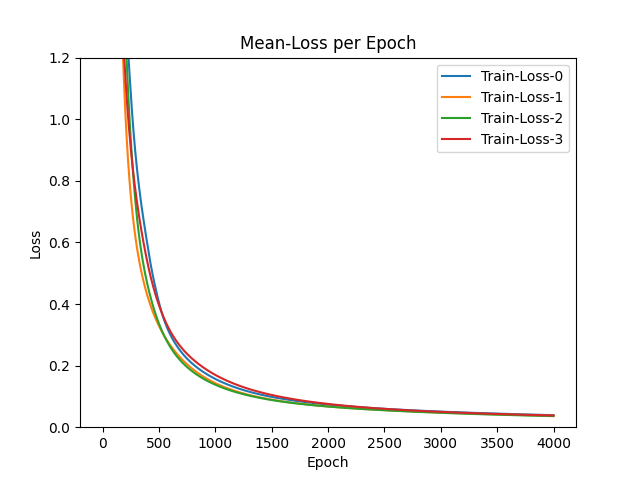 Mean-Loss per Epoch
Train-Loss-0
Train-Loss-1
Train-Loss-2
Train-Loss-3
Loss
1.2
1.0
0.8
0.6
0.4
0.2
0.0
0 500 1000 1500 2000 2500 3000 3500 4000
Epoch